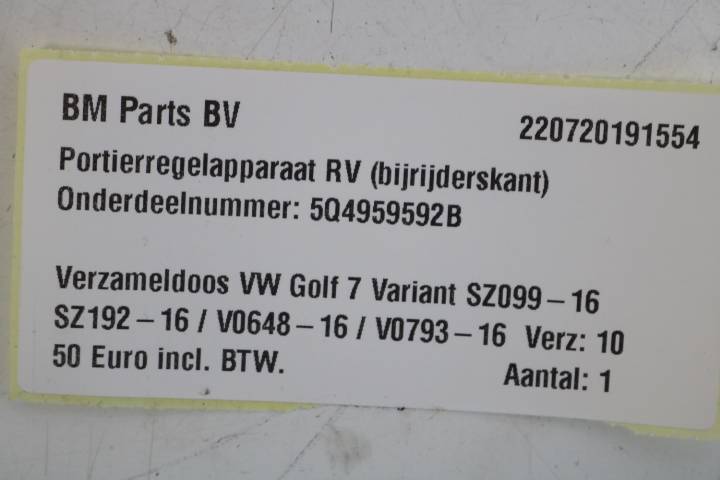 BM Parts BV
220720191554
Portierregelapparaat RV (bijrijderskant)
Onderdeelnummer: 5Q4959592B
Verzameldoos VW Golf 7 Variant SZ099-16
SZ192-16 / V0648-16 / V0793-16 Verz: 10
50 Euro incl. BTW.
Aantal: 1